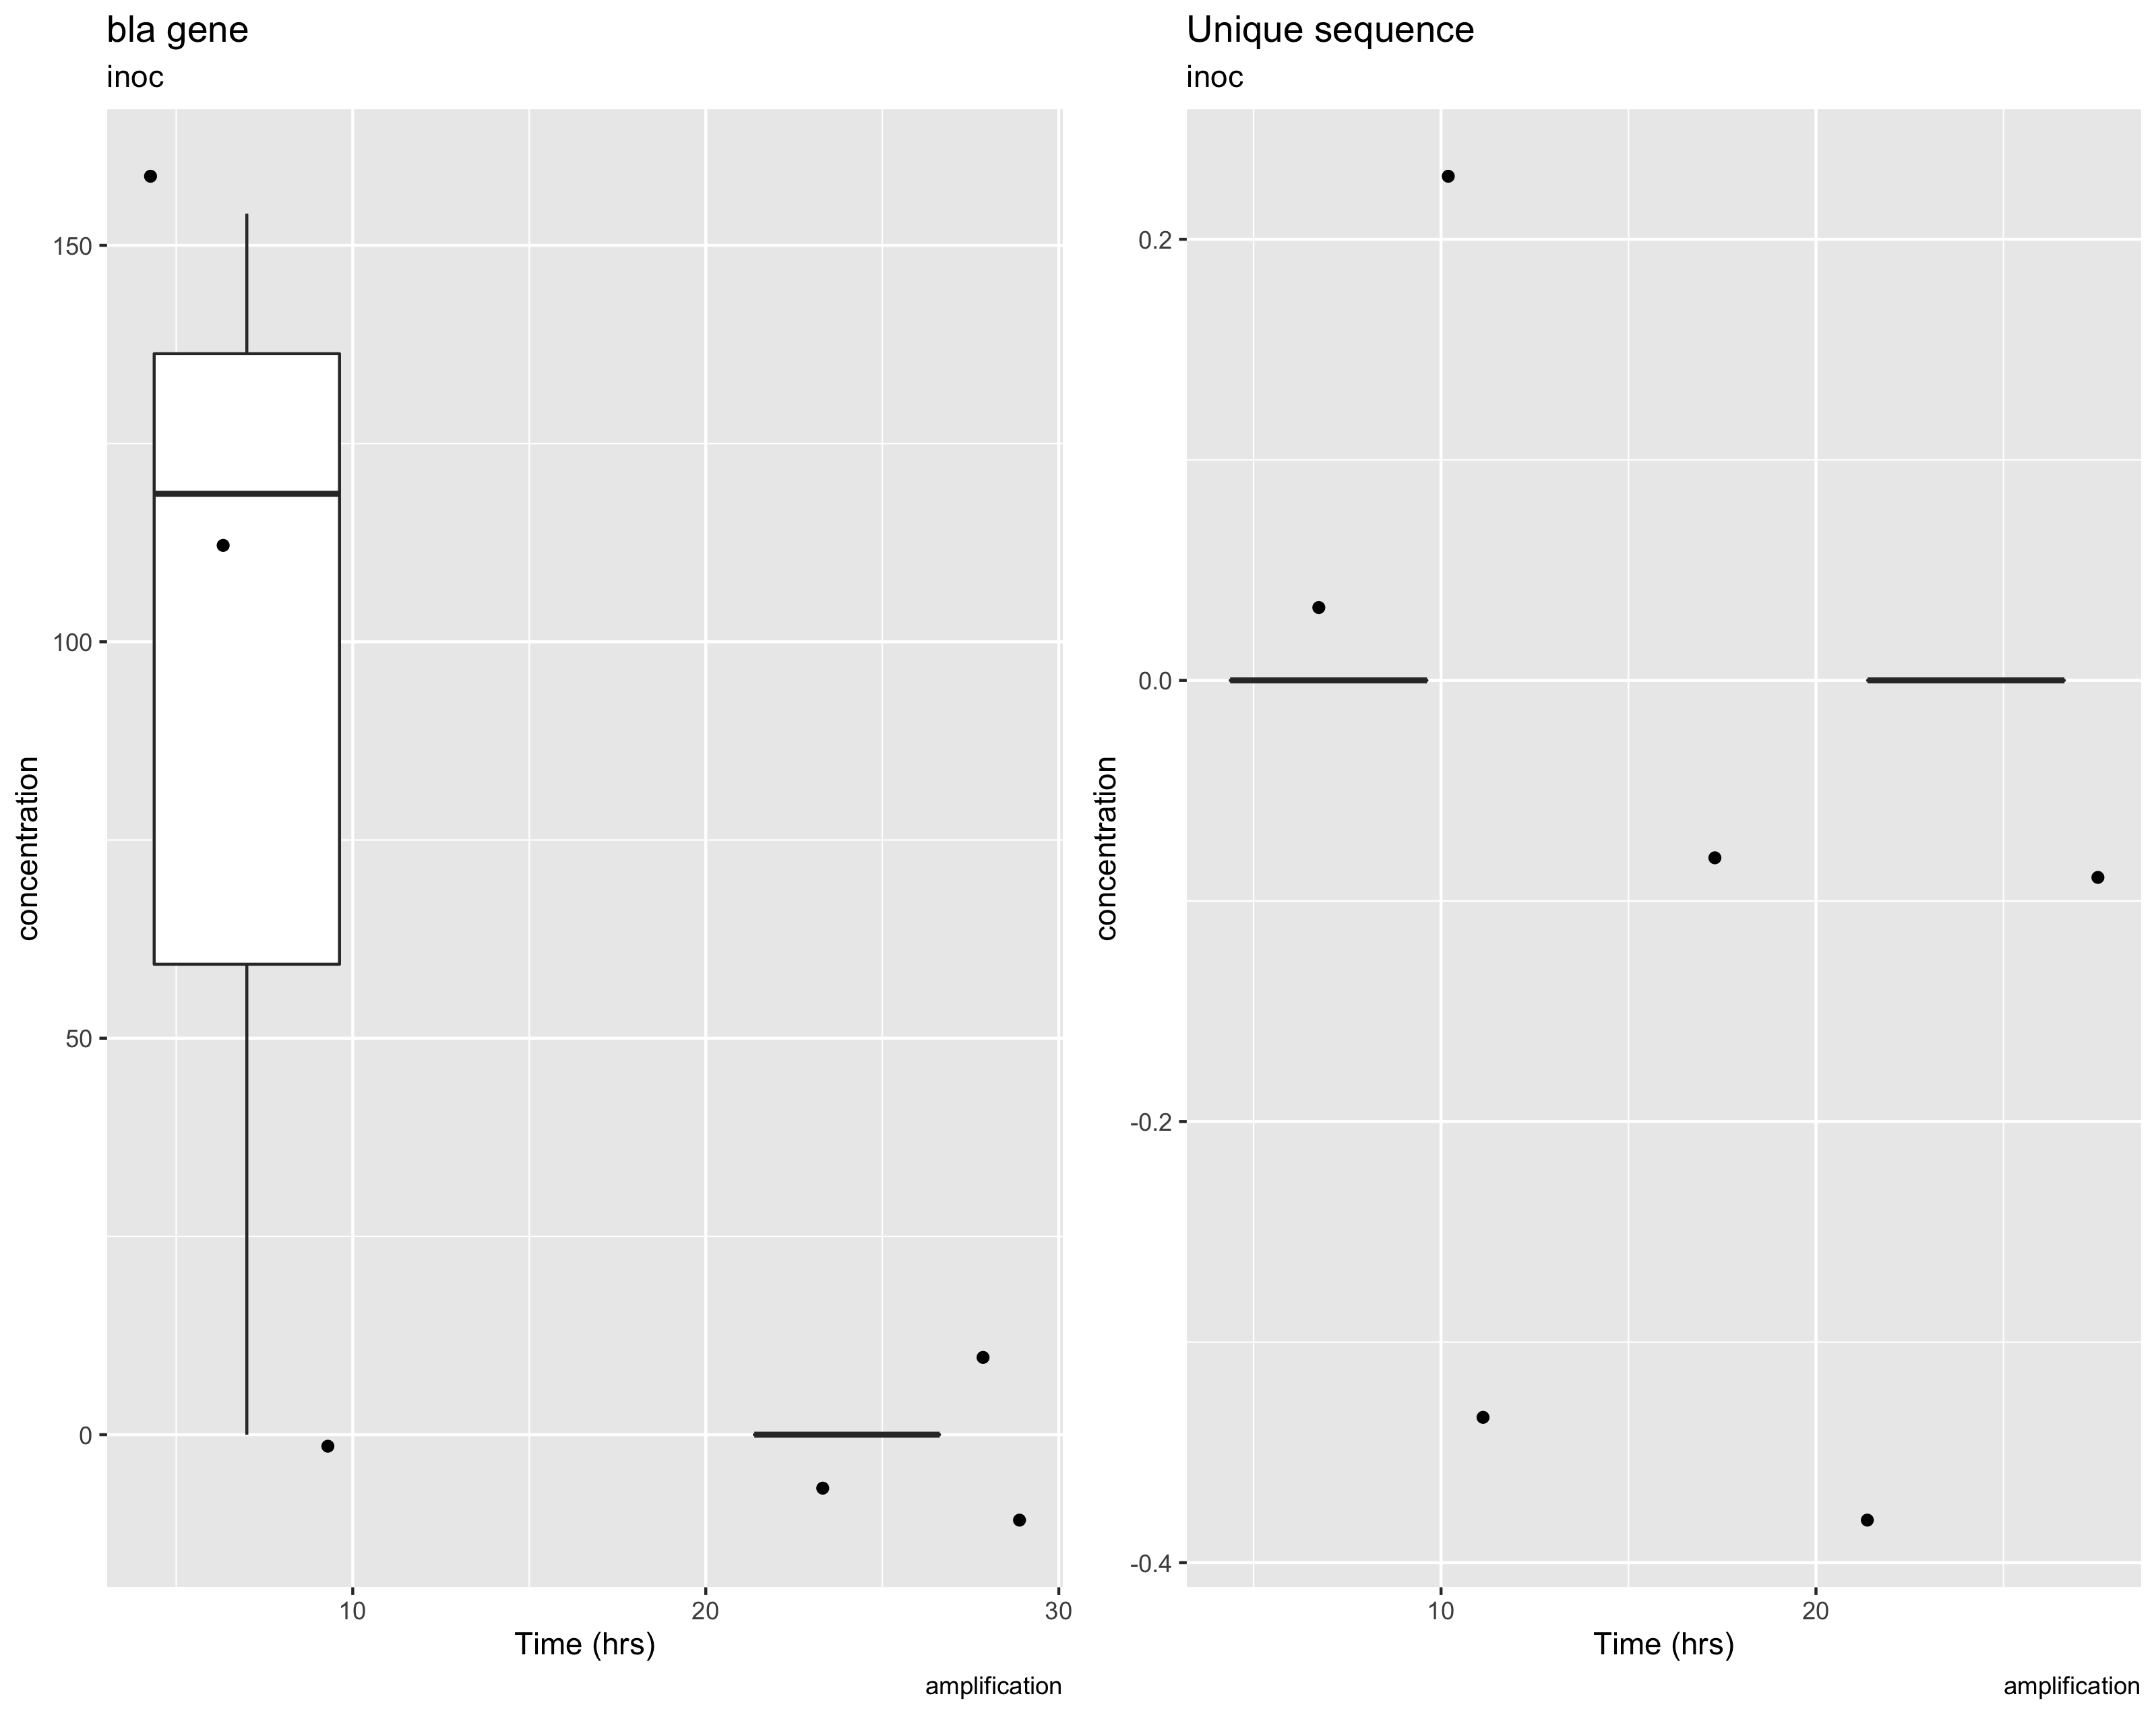 bla gene
inoc
150
100
50
0
concentration
10
20
30
Time (hrs)
amplification
Unique sequence
inoc
0.2
0.0
-0.2
-0.4
concentration
10
20
Time (hrs)
amplification